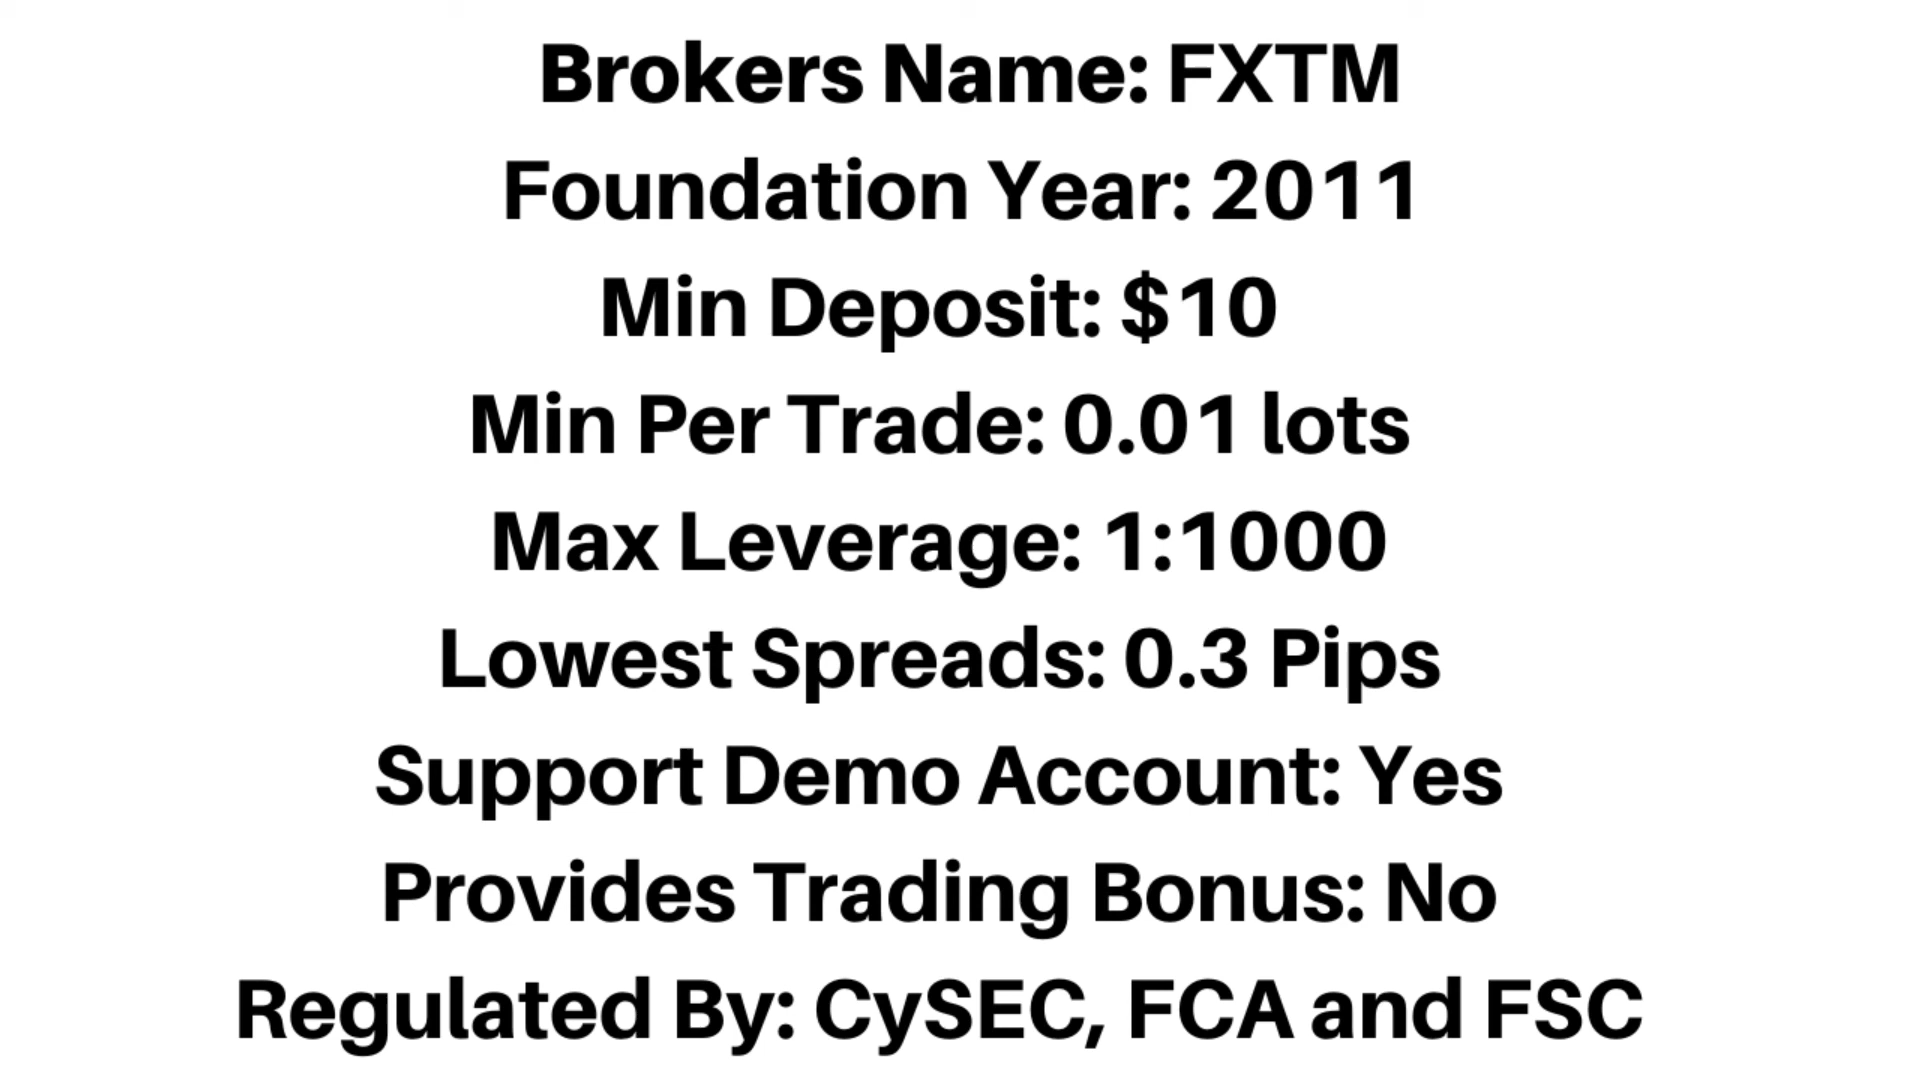 Brokers Name: FXTM
Foundation Year: 2011
Min Deposit: $10
Min Per Trade: 0.01 lots
Max Leverage: 1:1000
Lowest Spreads: 0.3 Pips
Support Demo Account: Yes
Provides Trading Bonus: No
Regulated By: CySEC, FCA and FSC